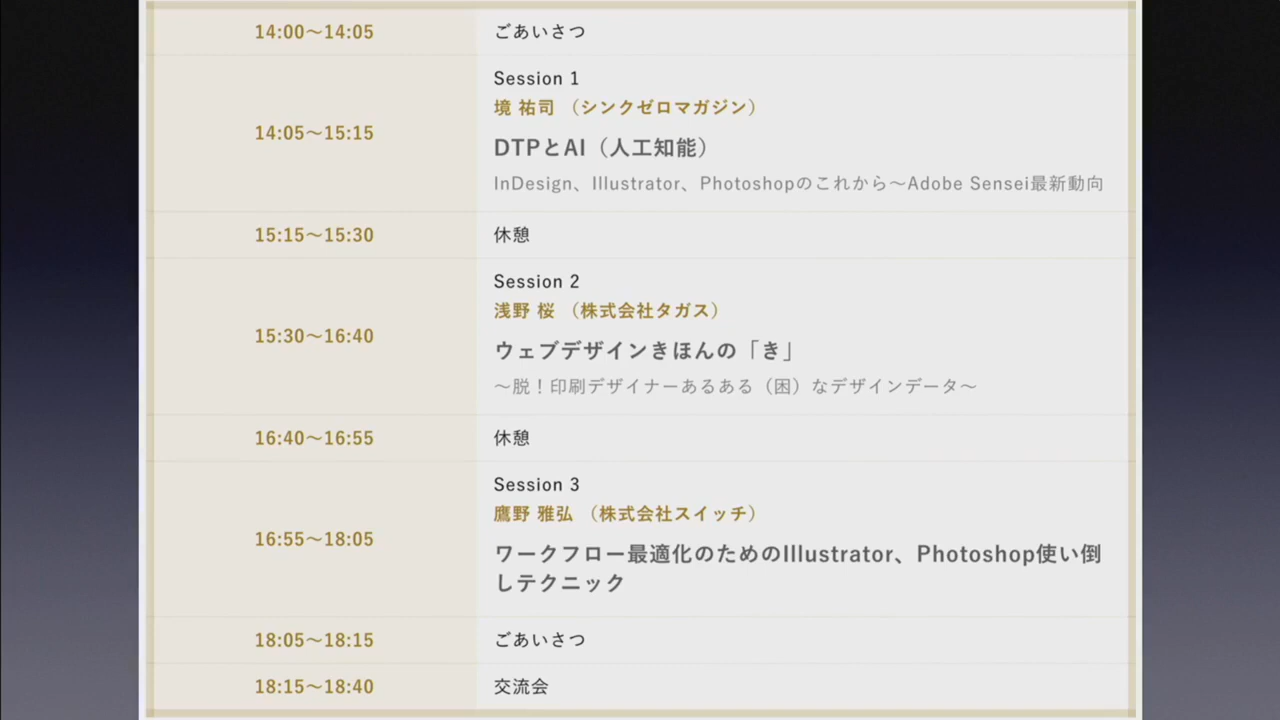 14:00〜14:05 ごあいさつ
Session 1
境 祐司 （シンクゼロマガジン）
14:05〜15:15
DTPとAI（人工知能）
InDesign、Illustrator、Photoshopのこれから〜Adobe Sensei最新動向
15:15〜15:30 休憩
Session 2
浅野 桜 （株式会社タガス）
15:30〜16:40
ウェブデザインきほんの「き」
〜脱！印刷デザイナーあるある（困）なデザインデータ〜
16:40〜16:55 休憩
Session 3
鷹野 雅弘 （株式会社スイッチ）
16:55〜18:05
ワークフロー最適化のためのIllustrator、Photoshop使い倒
しテクニック
18:05〜18:15 ごあいさつ
18:15〜18:40 交流会